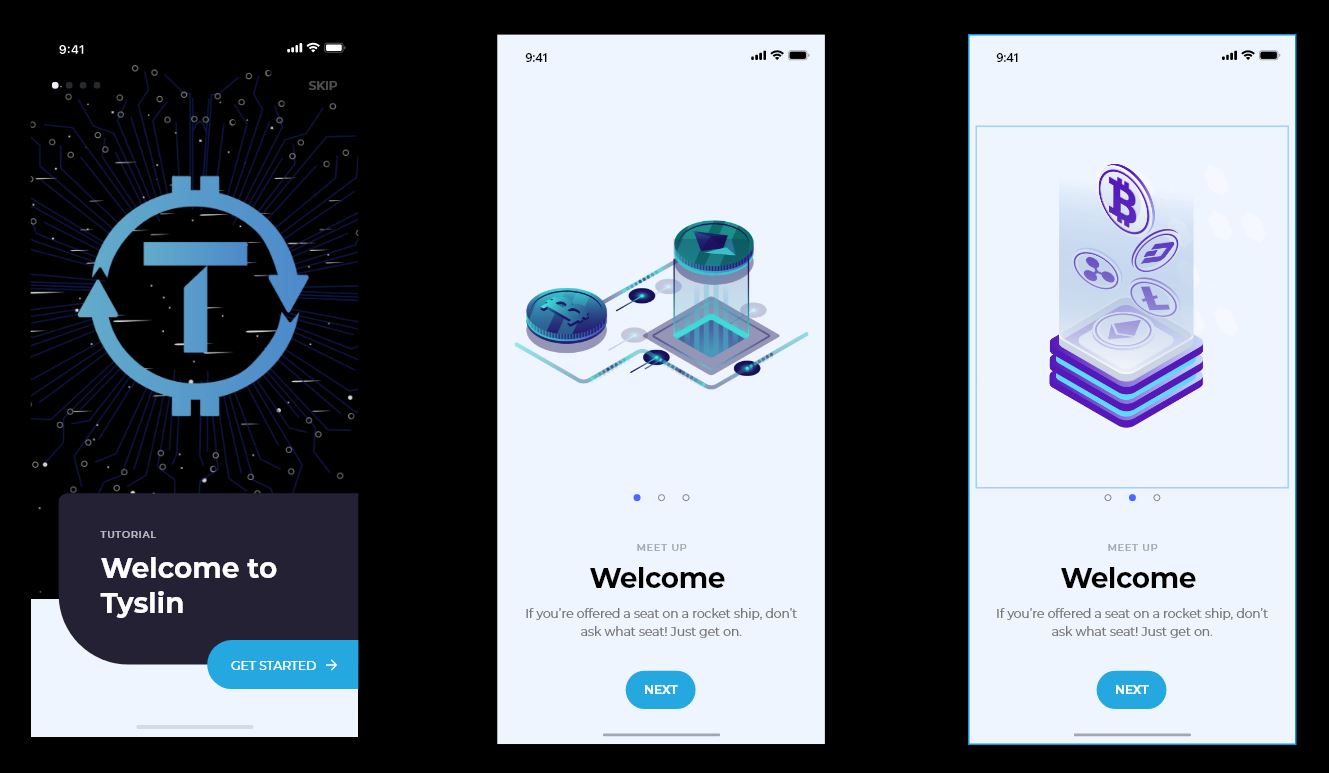 9:41
SKIP
T
TUTORIAL
Welcome to
Tyslin
GET STARTED
9:41
MEET UP
Welcome
If you're offered a seat on a rocket ship, don't
ask what seat! Just get on.
NEXT
9:41
MEET UP
Welcome
If you're offered a seat on a rocket ship, don't
ask what seat! Just get on.
NEXT